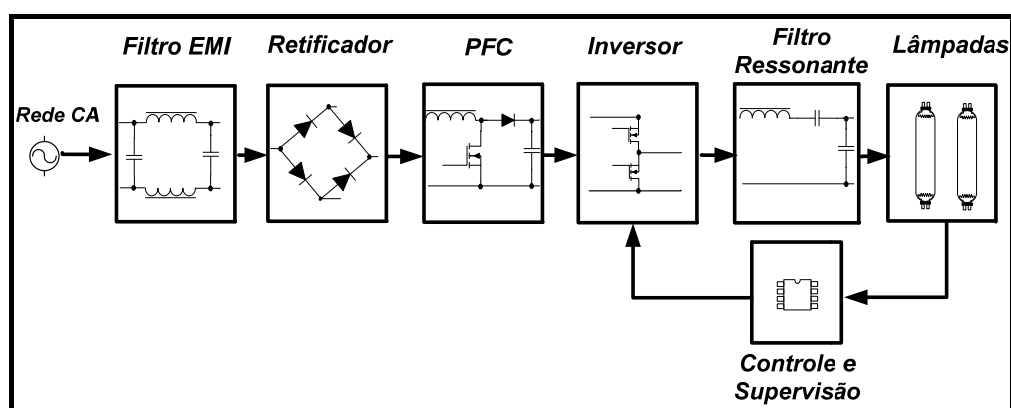 Filtro EMI
Retificador
PFC
Inversor
Filtro
Ressonante
Lâmpadas
Rede CA
Controle e
Supervisão